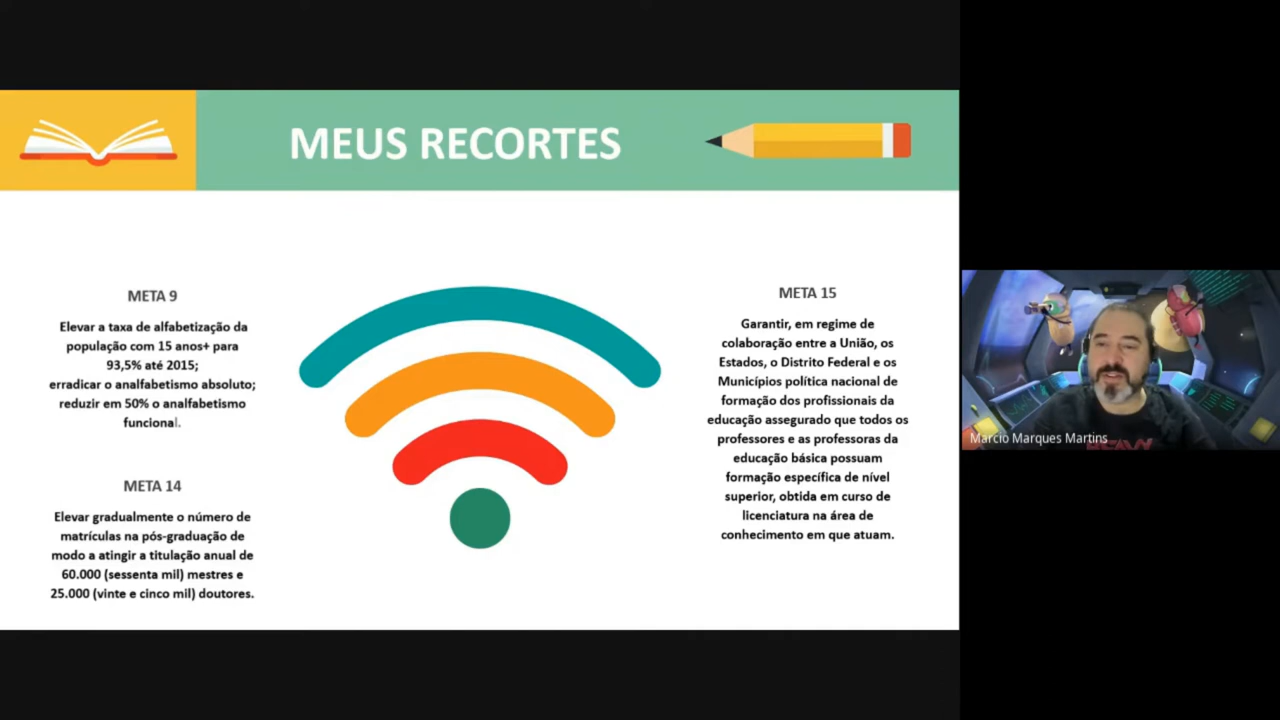 MEUS RECORTES
META 9
Elevar a taxa de alfabetização da
população com 15 anos+ para
93,5% até 2015;
erradicar o analfabetismo absoluto;
reduzir em 50% o analfabetismo
funcional.
META 14
Elevar gradualmente o número de
matrículas na pós-graduação de
modo a atingir a titulação anual de
60.000 (sessenta mil) mestres e
25.000 (vinte e cinco mil) doutores.
META 15
Garantir, em regime de
colaboração entre a União, os
Estados, o Distrito Federal e os
Municípios política nacional de
formação dos profissionais da
educação assegurado que todos os
professores e as professoras da
educação básica possuam
formação específica de nível
superior, obtida em curso de
licenciatura na área de
conhecimento em que atuam.
Marcio Marques Martins